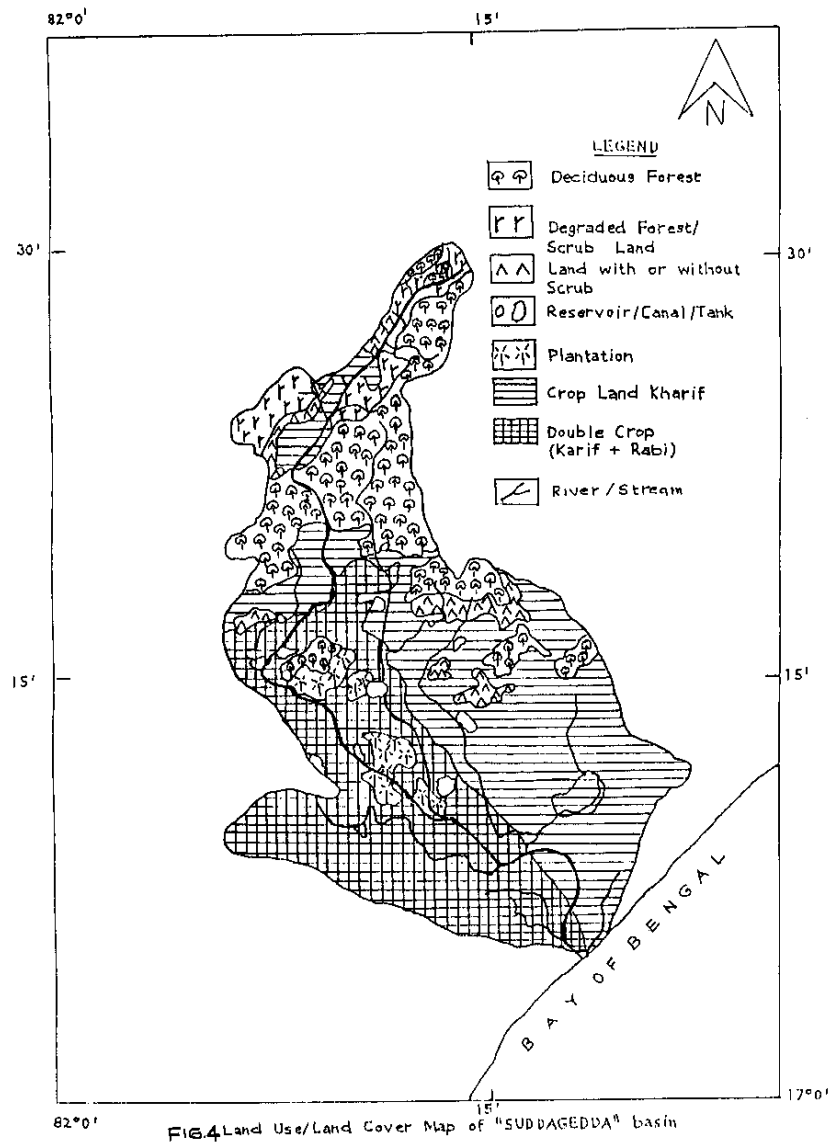 82°0' 15'
N
LEGEND
Deciduous Forest
Degraded Forest/
Scrub Land
30' 30'
Land with or without
Scrub
Reservoir/Canal/Tank
Plantation
Crop Land Kharif
Double Crop
(Karif + Rabi)
River/Stream
15' 15'
BAY OF BENGAL
17°0'
82°0' 15'
FIG.4 Land Use/Land Cover Map of "SUDDAGEDDA" basin